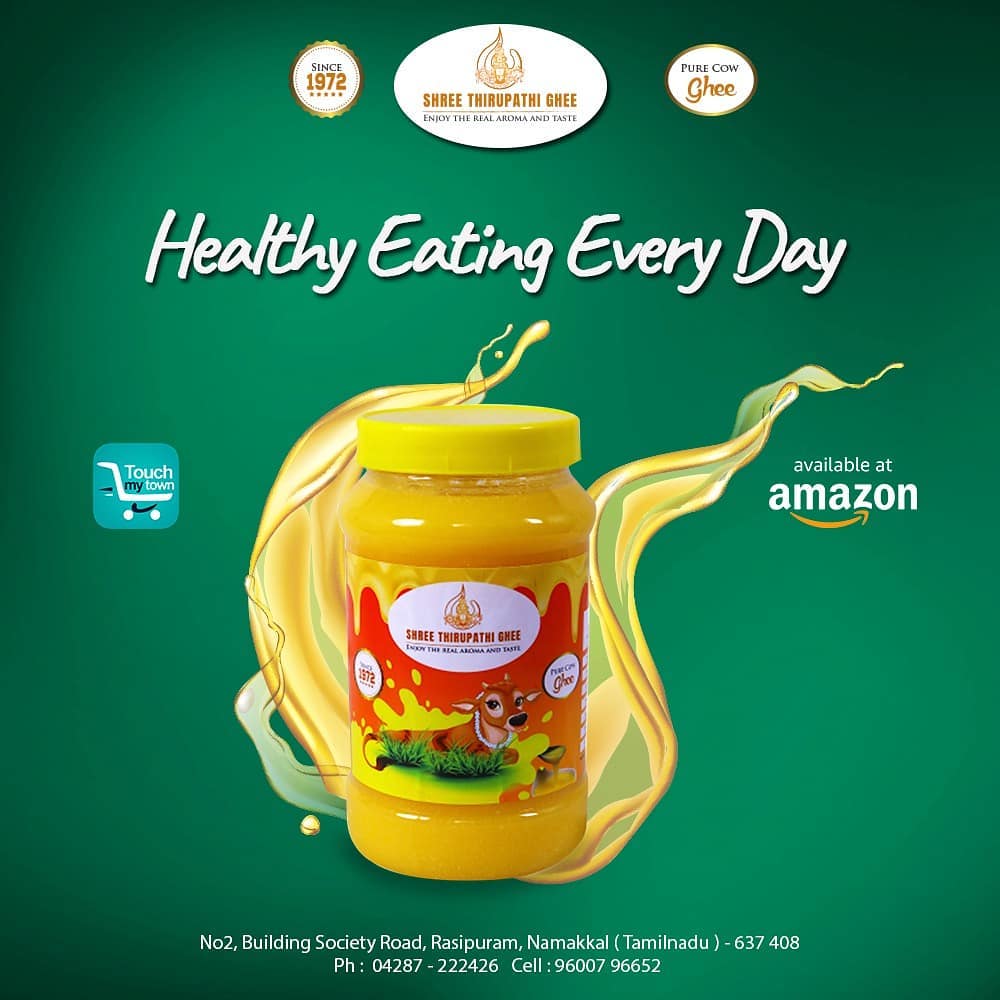 SINCE
1972
SHREE THIRUPATHI GHEE
ENJOY THE REAL AROMA AND TASTE
PURE COW
Ghee
Healthy Eating Every Day
Touch
my town
available at
amazon
SHREE THIRUPATHI GHEE
ENJOY THE REAL AROMA AND TASTE
SINCE
1972
PURE COW
Ghee
No2, Building Society Road, Rasipuram, Namakkal ( Tamilnadu ) - 637 408
Ph : 04287 - 222426 Cell : 96007 96652